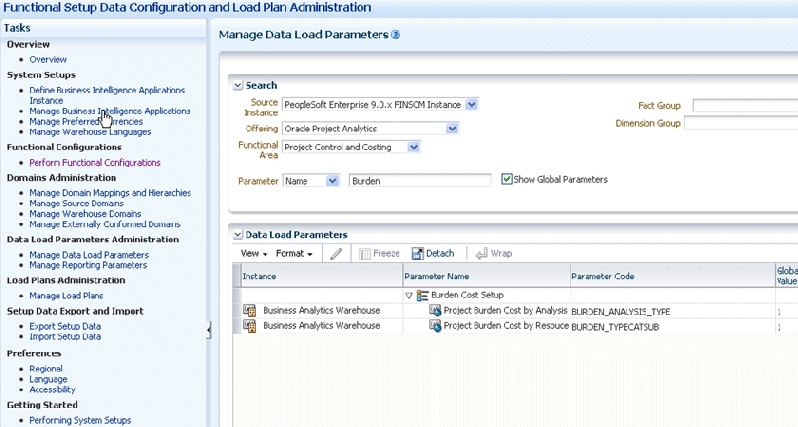 Functional Setup Data Configuration and Load Plan Administration
Tasks
Overview
Overview
System Setups
Define Business Intelligence Applications
Instance
Manage Business Intelligence Applications
Manage Preferred Currencies
Manage Warehouse Languages
Functional Configurations
Perform Functional Configurations
Domains Administration
Manage Domain Mappings and Hierarchies
Manage Source Domains
Manage Warehouse Domains
Manage Externally Conformed Domains
Data Load Parameters Administration
Manage Data Load Parameters
Manage Reporting Parameters
Load Plans Administration
Manage Load Plans
Setup Data Export and Import
Export Setup Data
Import Setup Data
Preferences
Regional
Language
Accessbility
Getting Started
Performing System Setups
Manage Data Load Parameters
Search
Source
Instance
PeopleSoft Enterprise 9.0.x FINSCM Instance
Offering
Oracle Project Analytics
Functional
Area
Project Control and Costing
Parameter
Name
Burden
Show Global Parameters
Fact Group
Dimension Group
Data Load Parameters
View
Format
Freeze
Detach
Wrap
Instance
Parameter Name
Parameter Code
Global
Value
Burden Cost Setup
Business Analytics Warehouse
Project Burden Cost by Analysis
BURDEN_ANALYSIS_TYPE
1
Business Analytics Warehouse
Project Burden Cost by Resouce
BURDEN_TYPECATSUB
1